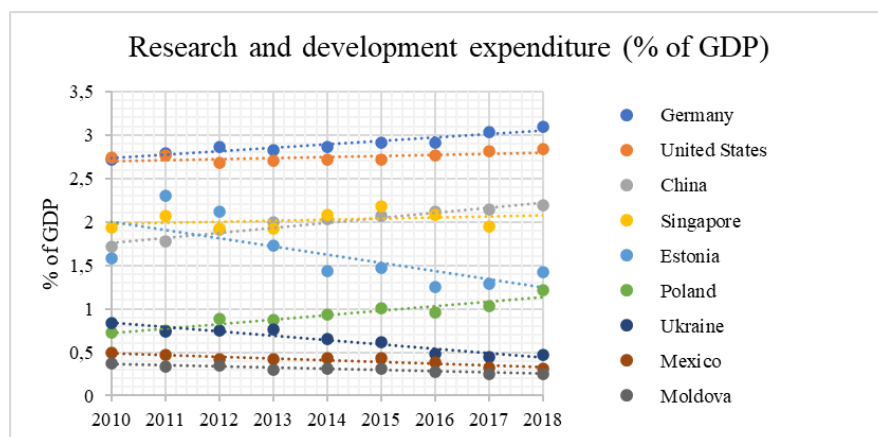 Research and development expenditure (% of GDP)
% of GDP
3,5
3
2,5
2
1,5
1
0,5
0
2010 2011 2012 2013 2014 2015 2016 2017 2018
Germany
United States
China
Singapore
Estonia
Poland
Ukraine
Mexico
Moldova